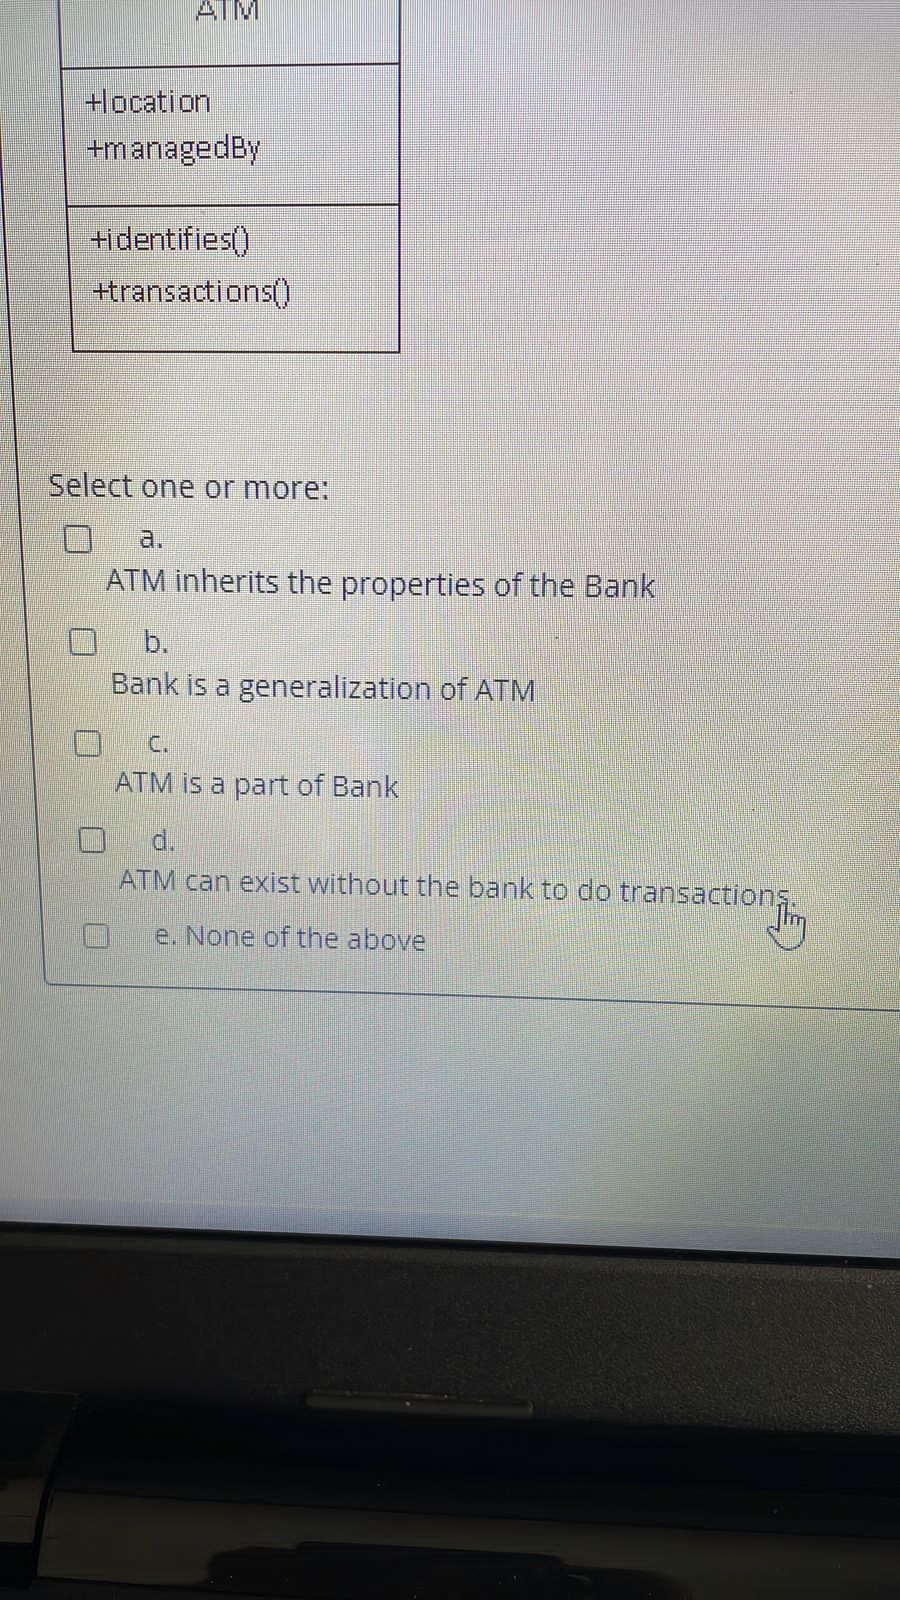 ATM
+location
+managedBy
+identifies()
+transactions()
Select one or more:
a.
ATM inherits the properties of the Bank
b.
Bank is a generalization of ATM
c.
ATM is a part of Bank
d.
ATM can exist without the bank to do transactions.
e. None of the above